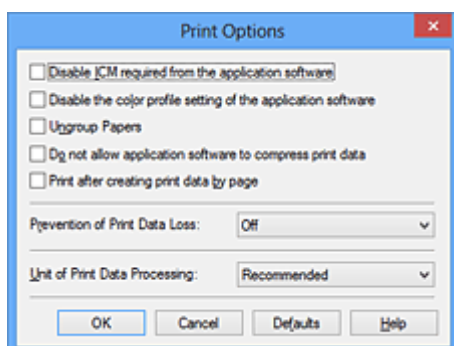 Print Options
Disable ICM required from the application software
Disable the color profile setting of the application software
Ungroup Papers
Do not allow application software to compress print data
Print after creating print data by page
Prevention of Print Data Loss: Off
Unit of Print Data Processing: Recommended
OK Cancel Defaults Help